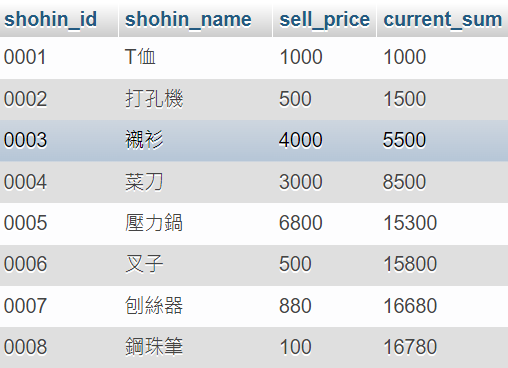 shohin_id shohin_name sell_price current_sum
0001 T恤 1000 1000
0002 打孔機 500 1500
0003 襯衫 4000 5500
0004 菜刀 3000 8500
0005 壓力鍋 6800 15300
0006 叉子 500 15800
0007 刨絲器 880 16680
0008 鋼珠筆 100 16780